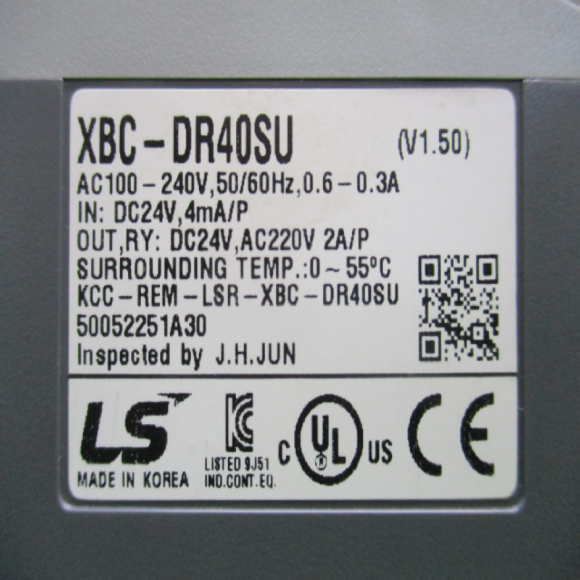 XBC-DR40SU (V1.50)
AC100-240V,50/60Hz,0.6-0.3A
IN: DC24V,4mA/P
OUT,RY: DC24V,AC220V 2A/P
SURROUNDING TEMP.:0~55ºC
KCC-REM-LSR-XBC-DR40SU
50052251A30
Inspected by J.H.JUN
LS
MADE IN KOREA
KC
LISTED 9J51
IND.CONT.EQ.
C UL US
CE